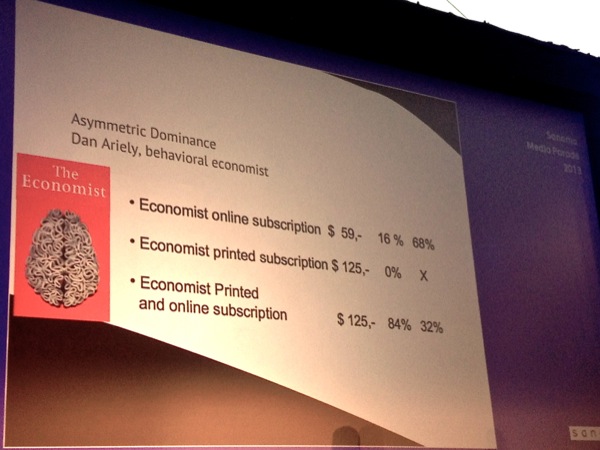 Asymmetric Dominance
Dan Ariely, behavioral economist
The
Economist
• Economist online subscription $ 59,- 16 % 68%
• Economist printed subscription $ 125,- 0% X
• Economist Printed
and online subscription $ 125,- 84% 32%
Sanoma
Media Parade
2013
san